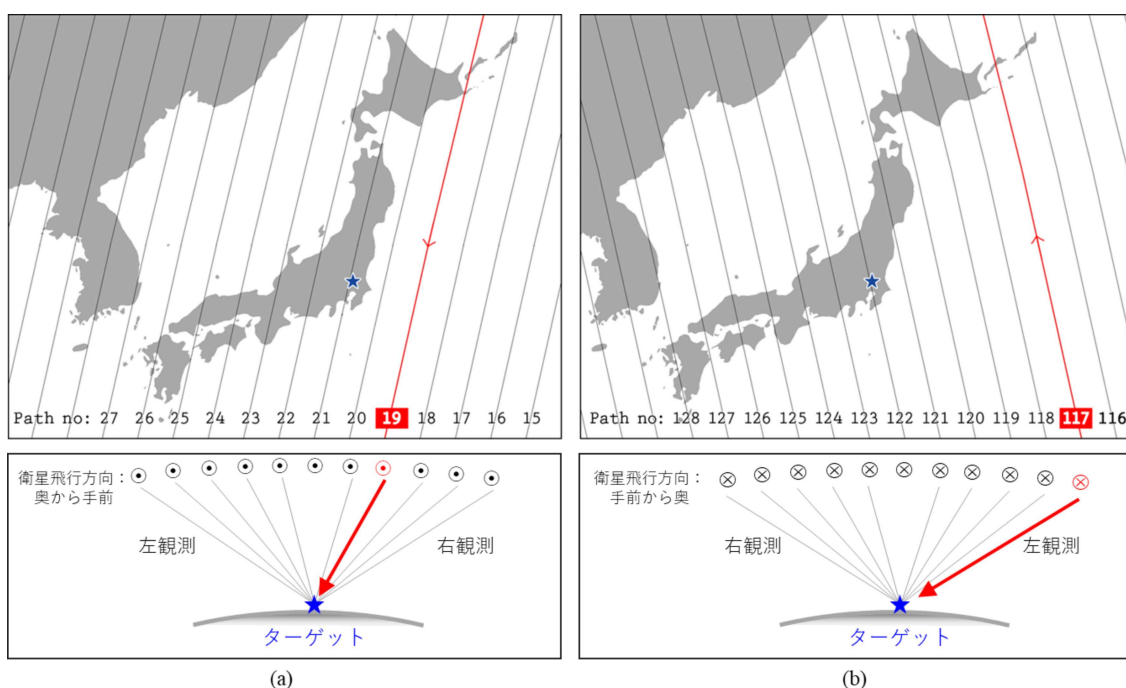 Path no: 27 26 25 24 23 22 21 20 19 18 17 16 15
衛星飛行方向：
奥から手前
左観測
右観測
ターゲット
(a)
Path no: 128 127 126 125 124 123 122 121 120 119 118 117 116
衛星飛行方向：
手前から奥
右観測
左観測
ターゲット
(b)